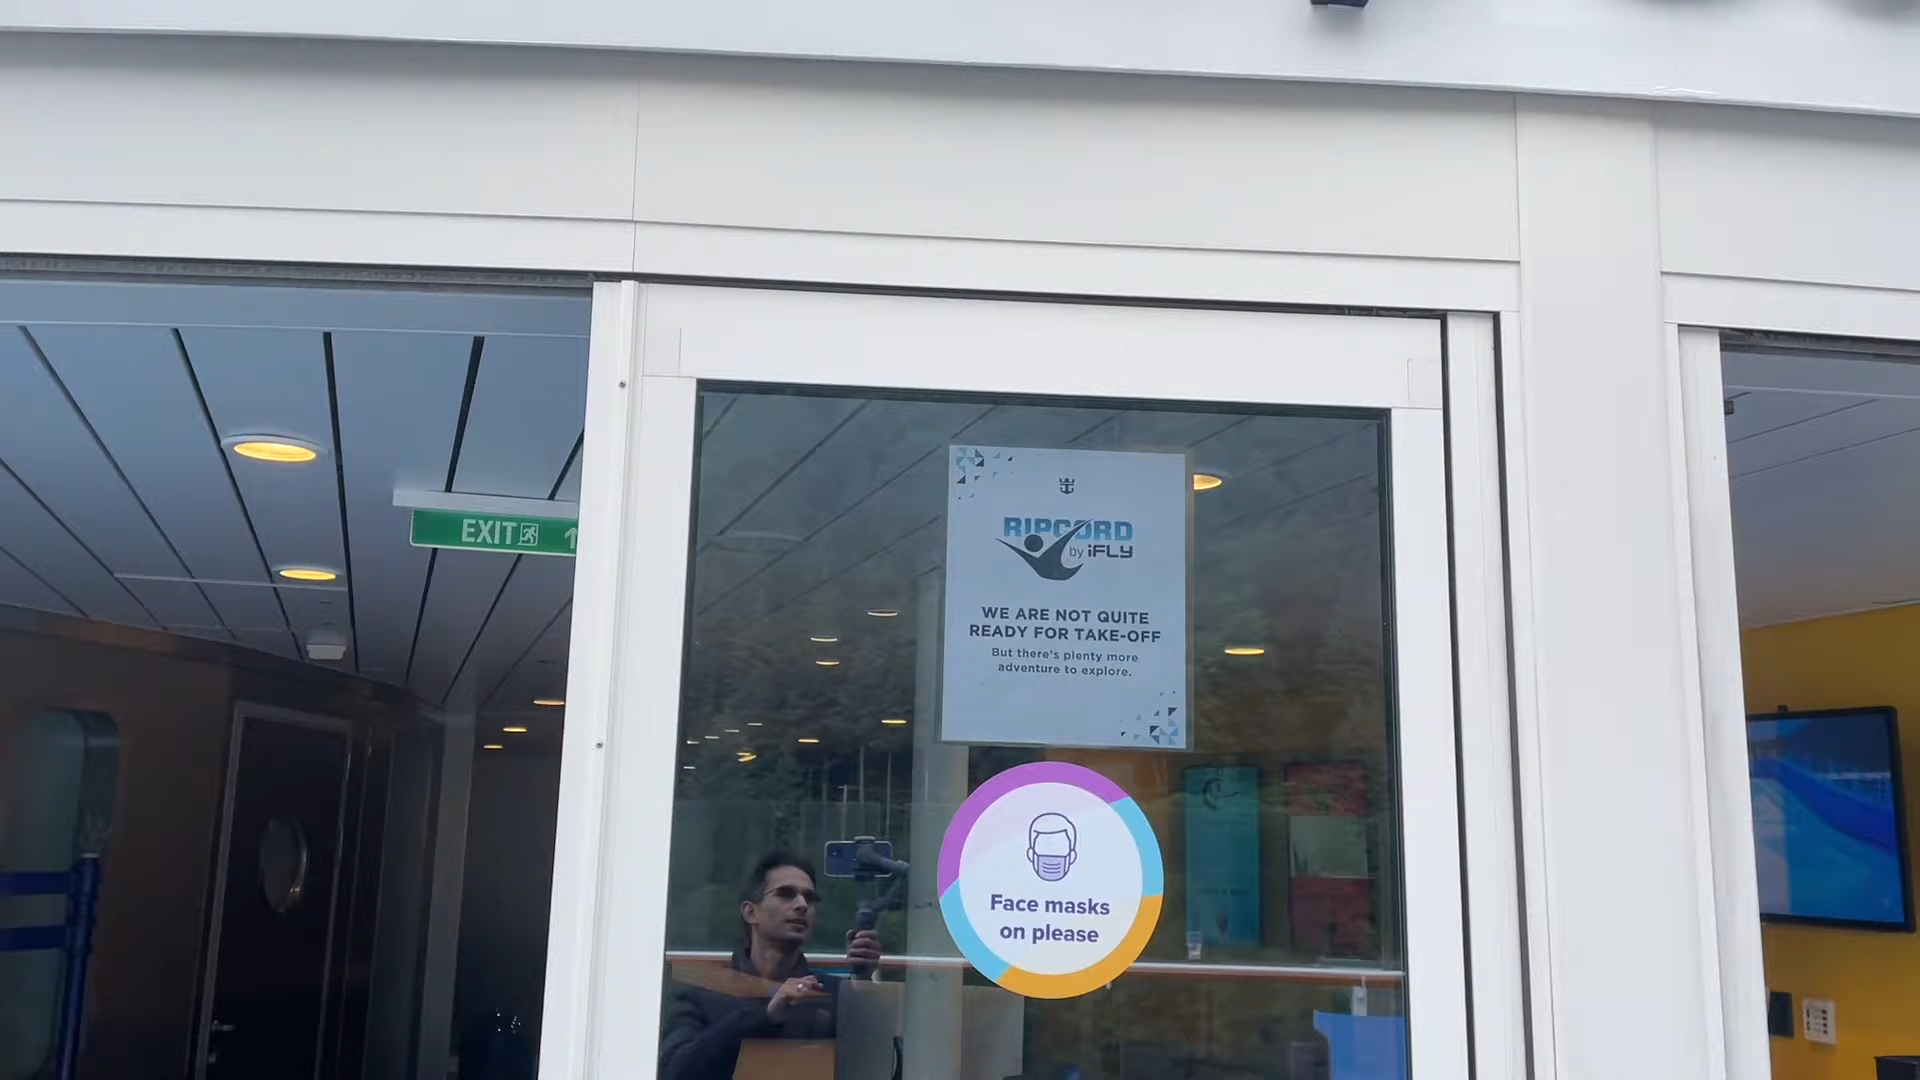 EXIT
RIPCORD
by iFLY
WE ARE NOT QUITE
READY FOR TAKE-OFF
But there's plenty more
adventure to explore.
Face masks
on please